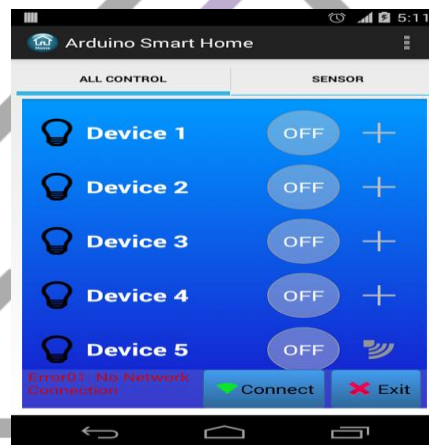 5:11
Arduino Smart Home
ALL CONTROL SENSOR
Device 1 OFF
Device 2 OFF
Device 3 OFF
Device 4 OFF
Device 5 OFF
Error01: No Network
Connection
Connect Exit